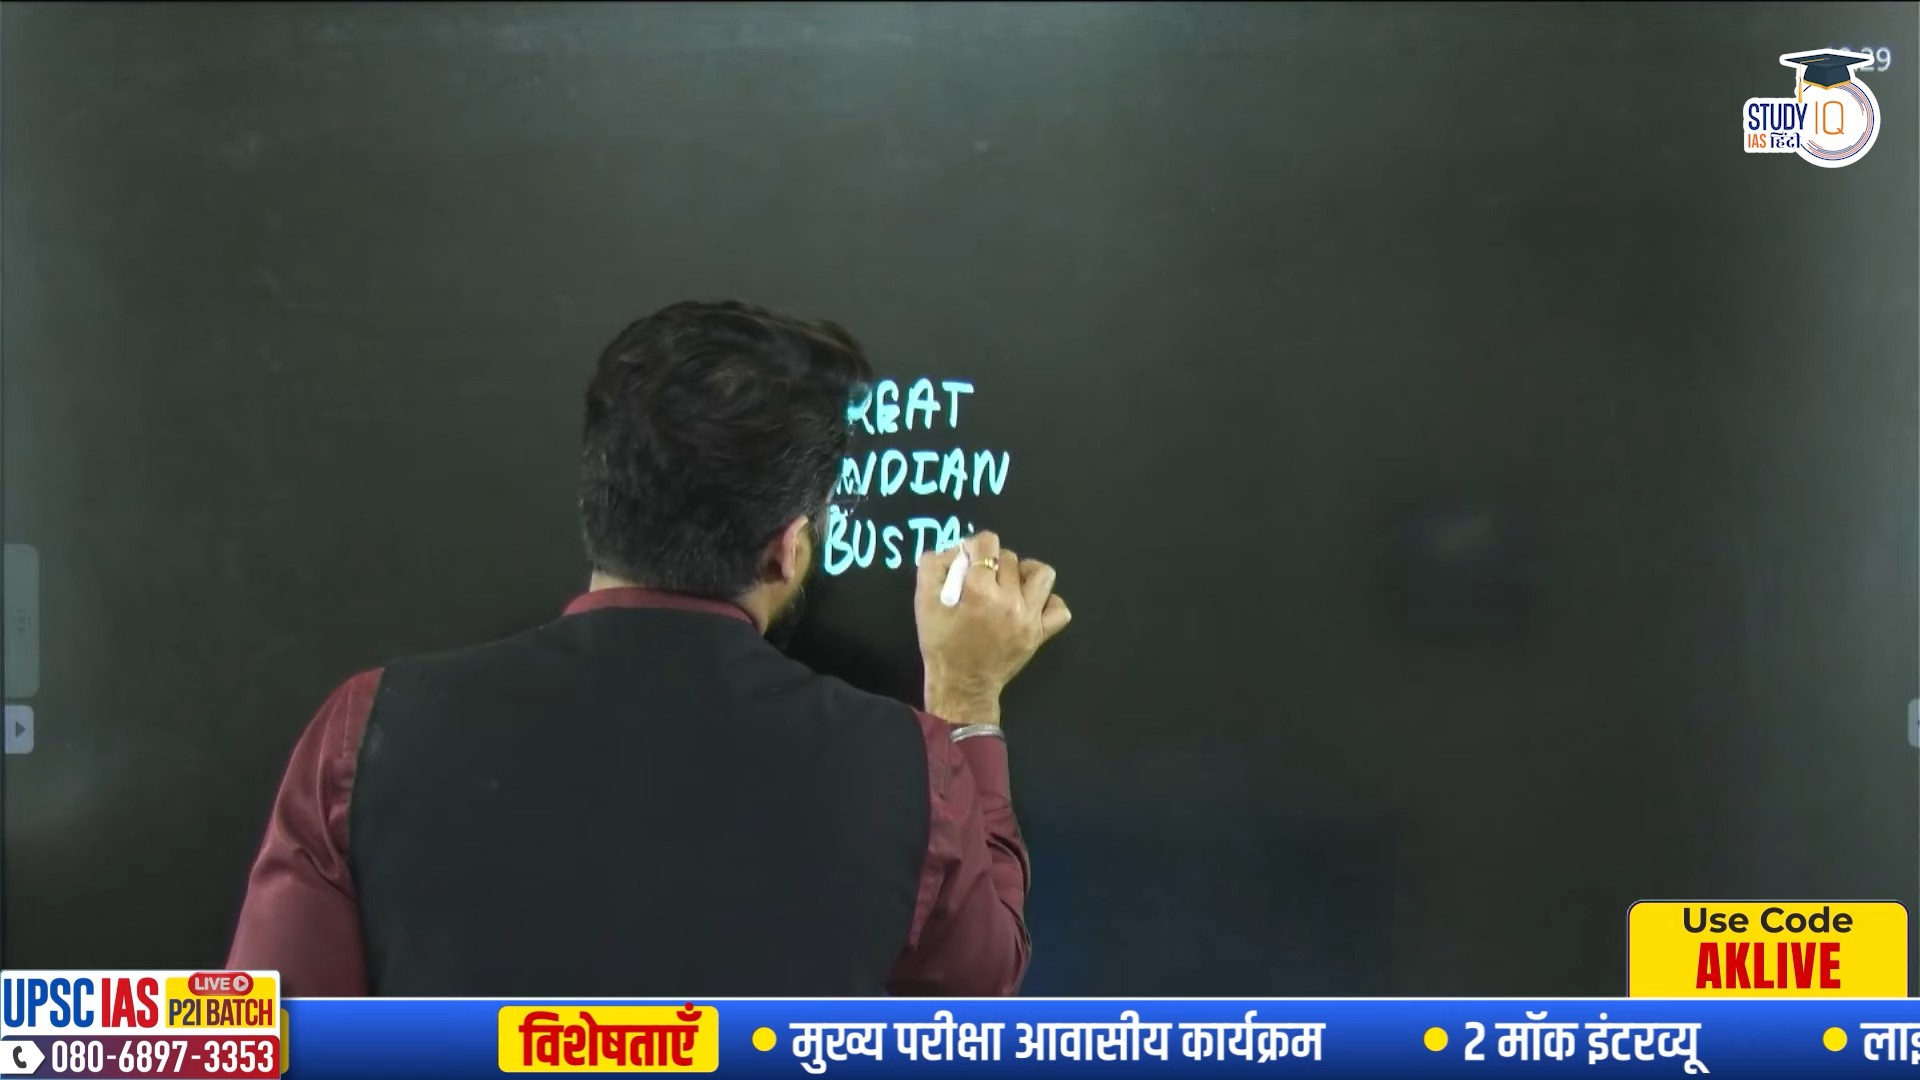 STUDY IQ
IAS हिंदी
REAT
INDIAN
BUSTA
Use Code
AKLIVE
UPSC IAS
LIVE
P2I BATCH
080-6897-3353
विशेषताएँ
मुख्य परीक्षा आवासीय कार्यक्रम
2 मॉक इंटरव्यू